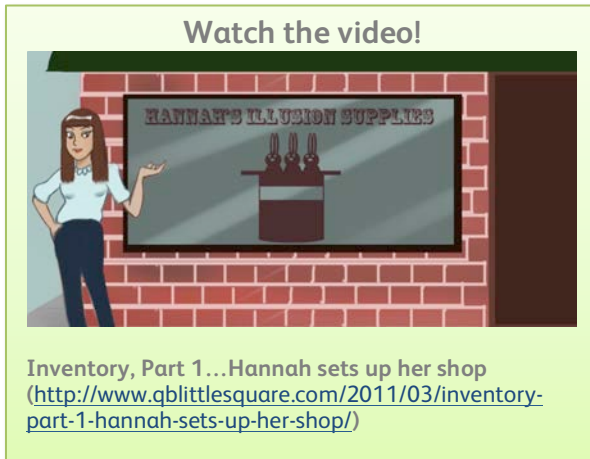 Watch the video!
HANNAH'S ILLUSION SUPPLIES
Inventory, Part 1...Hannah sets up her shop
(http://www.qblittlesquare.com/2011/03/inventory-
part-1-hannah-sets-up-her-shop/)